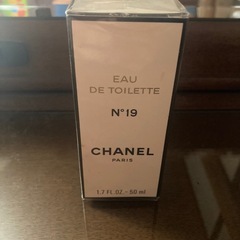 EAU
DE TOILETTE
N°19
CHANEL
PARIS
1.7 FL. OZ. - 50 ml